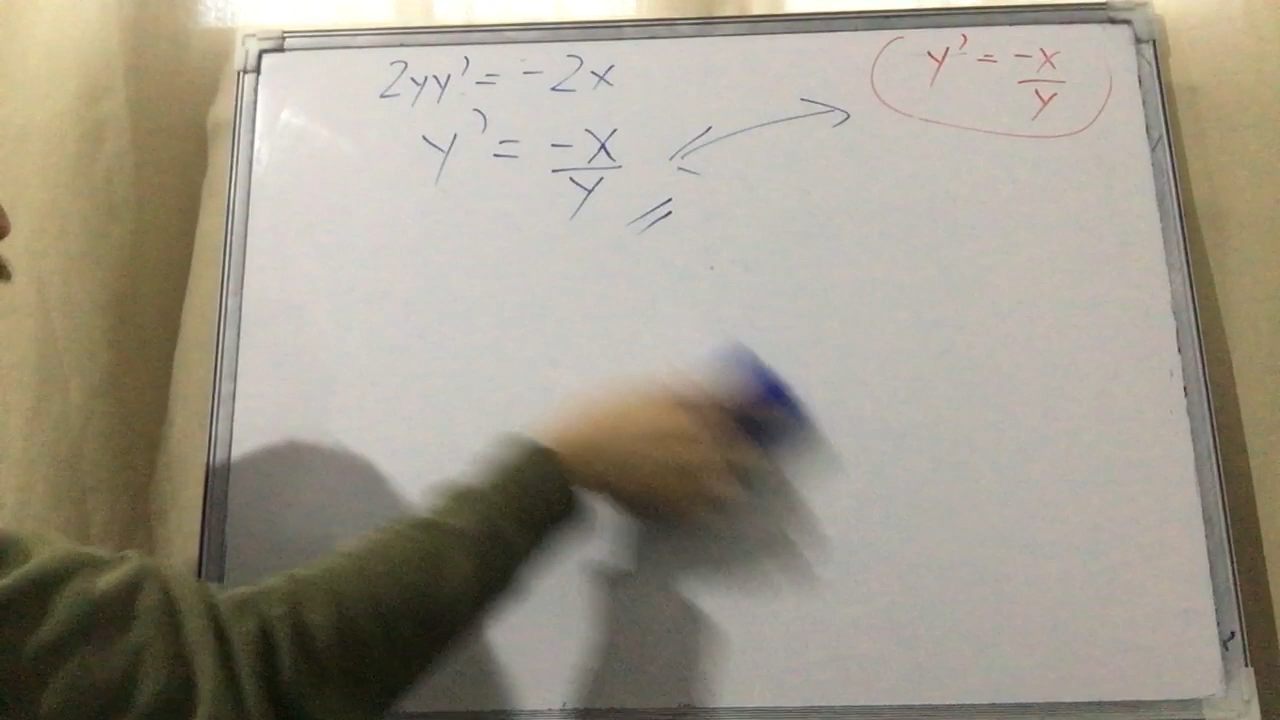 2yy' = -2x
y' = -x/y
y' = -x/y